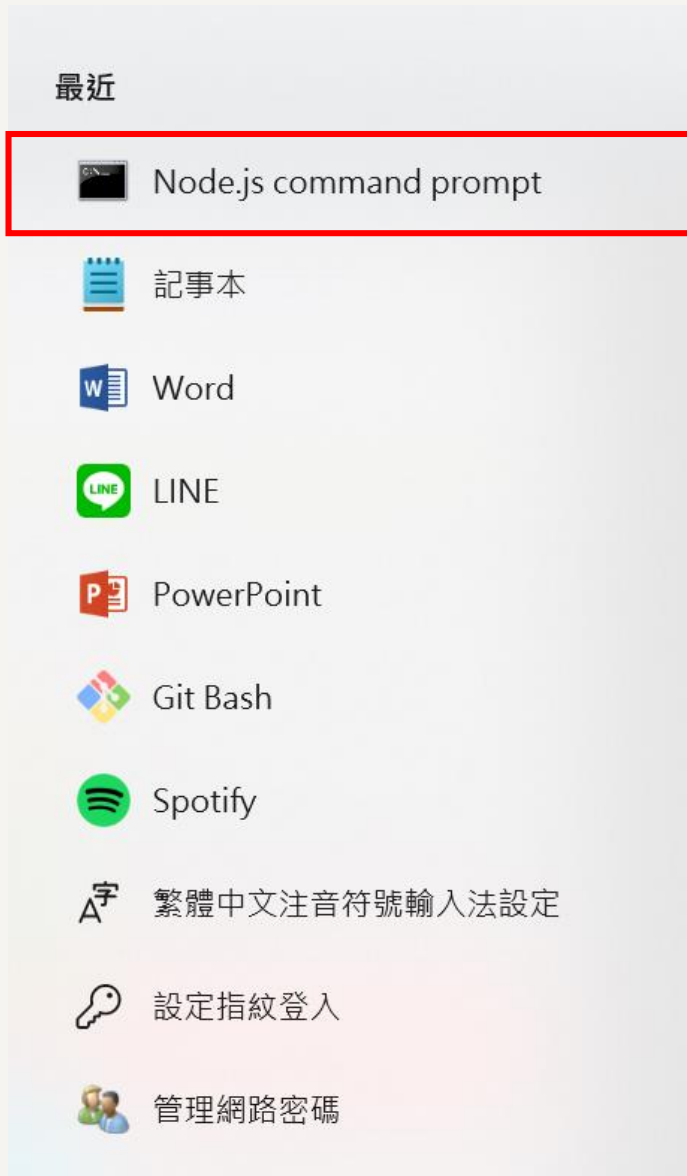 最近
Node.js command prompt
記事本
Word
LINE
PowerPoint
Git Bash
Spotify
繁體中文注音符號輸入法設定
設定指紋登入
管理網路密碼